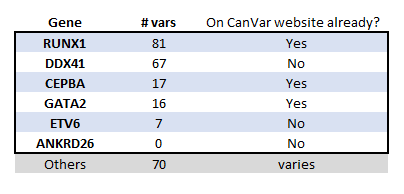 Gene # vars On CanVar website already?
RUNX1 81 Yes
DDX41 67 No
CEPBA 17 Yes
GATA2 16 Yes
ETV6 7 No
ANKRD26 0 No
Others 70 varies